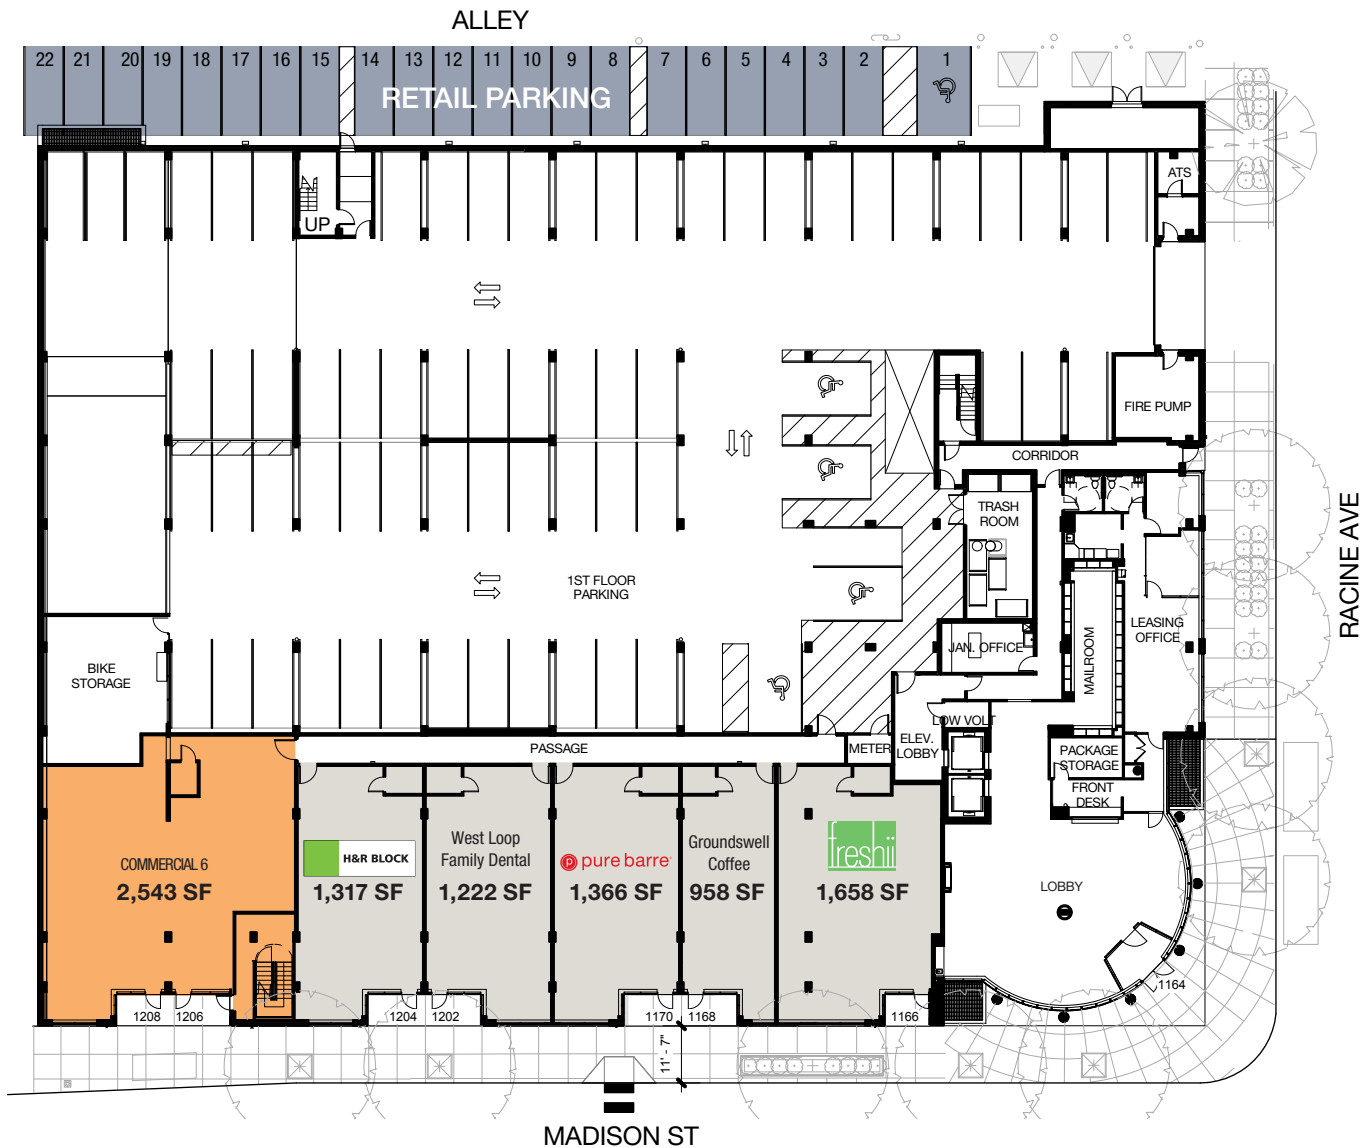 ALLEY
22 21 20 19 18 17 16 15 14 13 12 11 10 9 8 7 6 5 4 3 2 1
RETAIL PARKING
ATS
UP
FIRE PUMP
CORRIDOR
TRASH
ROOM
RACINE AVE
1ST FLOOR
PARKING
LEASING
OFFICE
JAN. OFFICE
MAILROOM
BIKE
STORAGE
LOW VOLT
ELEV.
LOBBY
PASSAGE
METER
PACKAGE
STORAGE
FRONT
DESK
COMMERCIAL 6
2,543 SF
H&R BLOCK
1,317 SF
West Loop
Family Dental
1,222 SF
p pure barre
1,366 SF
Groundswell
Coffee
958 SF
freshii
1,658 SF
LOBBY
1164
1208 1206
1204 1202
1170 1168
1166
11' - 7"
MADISON ST